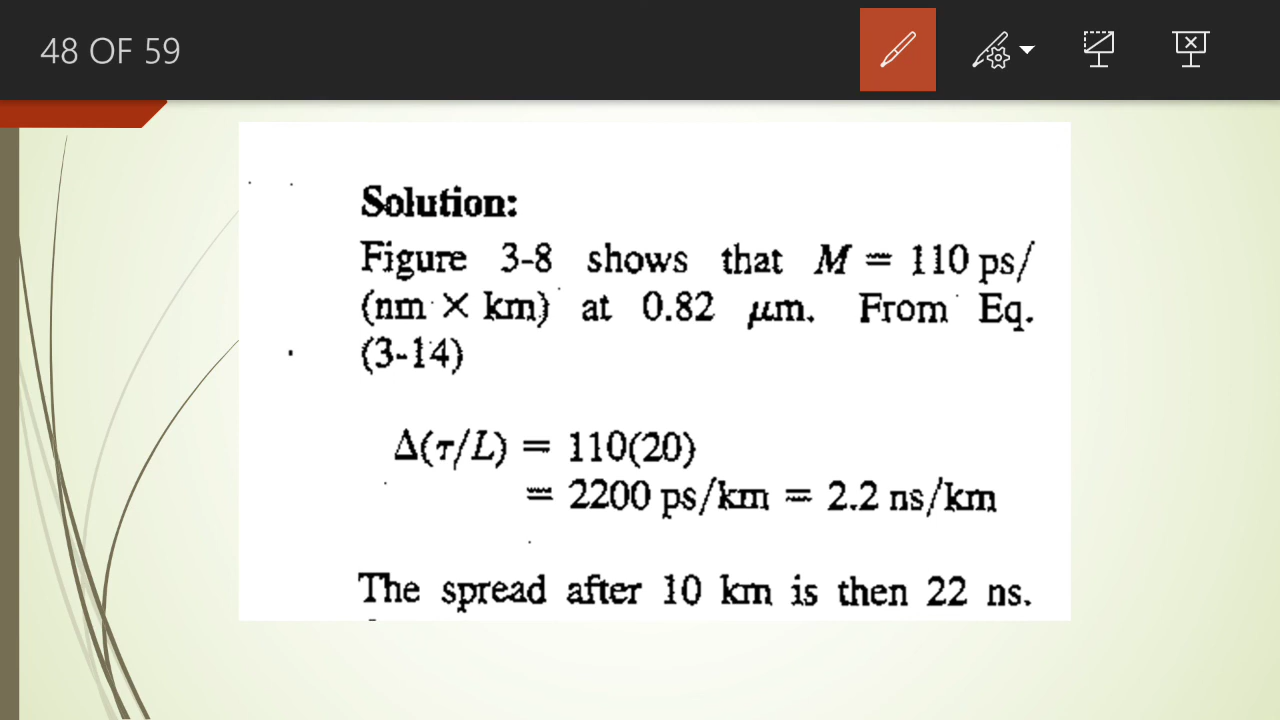 48 OF 59
Solution:
Figure 3-8 shows that M = 110 ps/
(nm × km) at 0.82 μm. From Eq.
(3-14)
Δ(τ/L) = 110(20)
= 2200 ps/km = 2.2 ns/km
The spread after 10 km is then 22 ns.